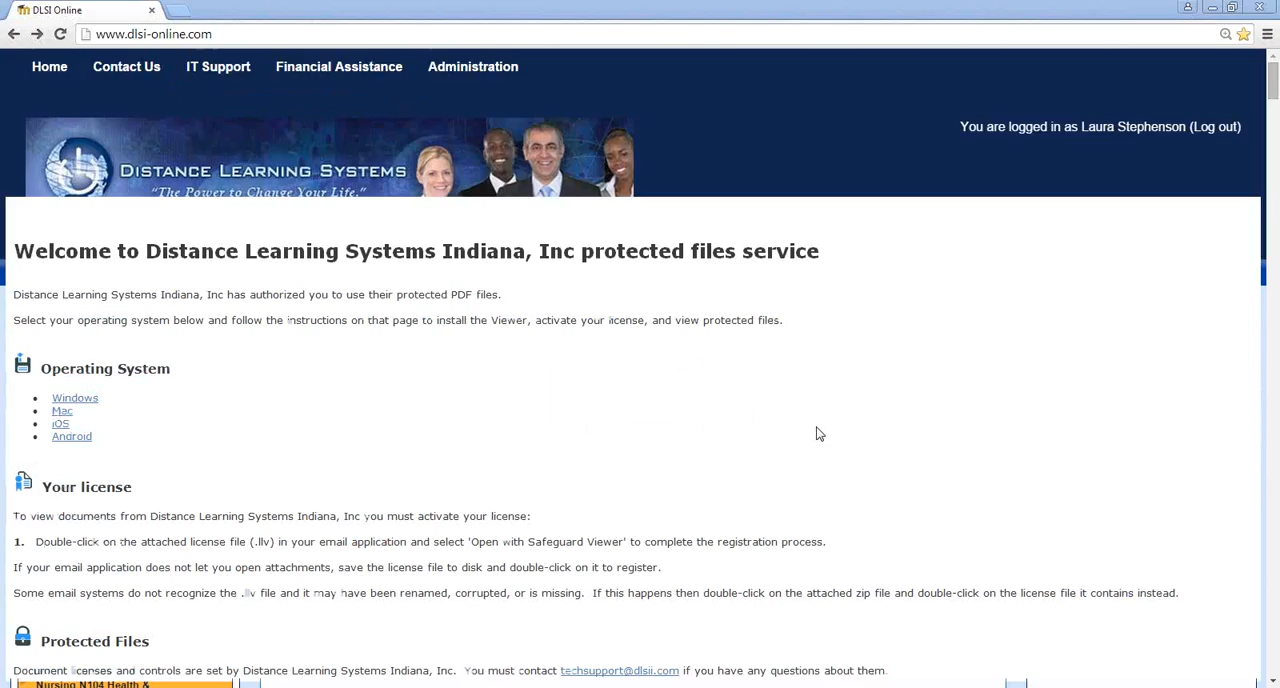 DLSI Online
www.dlsi-online.com
Home Contact Us IT Support Financial Assistance Administration
You are logged in as Laura Stephenson (Log out)
DISTANCE LEARNING SYSTEMS
"The Power to Change Your Life."
Welcome to Distance Learning Systems Indiana, Inc protected files service
Distance Learning Systems Indiana, Inc has authorized you to use their protected PDF files.
Select your operating system below and follow the instructions on that page to install the Viewer, activate your license, and view protected files.
Operating System
Windows
Mac
iOS
Android
Your license
To view documents from Distance Learning Systems Indiana, Inc you must activate your license:
1. Double-click on the attached license file (.llv) in your email application and select 'Open with Safeguard Viewer' to complete the registration process.
If your email application does not let you open attachments, save the license file to disk and double-click on it to register.
Some email systems do not recognize the .llv file and it may have been renamed, corrupted, or is missing. If this happens then double-click on the attached zip file and double-click on the license file it contains instead.
Protected Files
Document licenses and controls are set by Distance Learning Systems Indiana, Inc. You must contact techsupport@dlsii.com if you have any questions about them.
Nursing N104 Health &